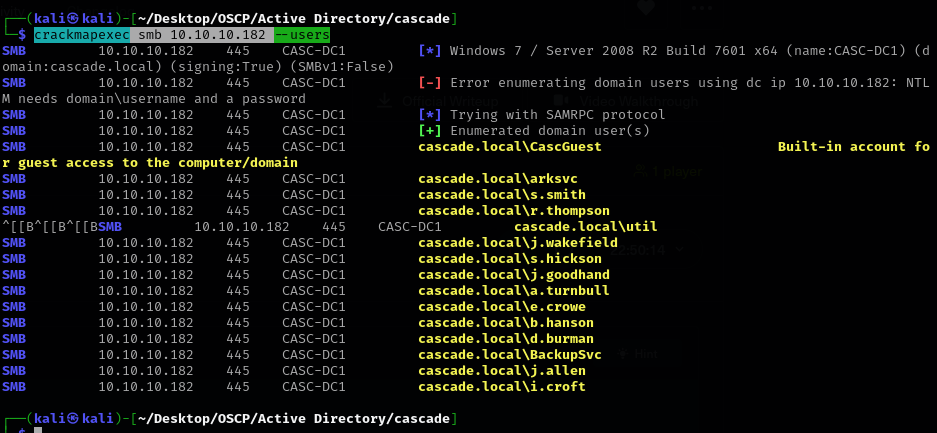 ┌──(kali㉿kali)-[~/Desktop/OSCP/Active Directory/cascade]
└─$ crackmapexec smb 10.10.10.182 --users
SMB 10.10.10.182 445 CASC-DC1 [*] Windows 7 / Server 2008 R2 Build 7601 x64 (name:CASC-DC1) (d
omain:cascade.local) (signing:True) (SMBv1:False)
SMB 10.10.10.182 445 CASC-DC1 [-] Error enumerating domain users using dc ip 10.10.10.182: NTL
M needs domain\username and a password
SMB 10.10.10.182 445 CASC-DC1 [*] Trying with SAMRPC protocol
SMB 10.10.10.182 445 CASC-DC1 [+] Enumerated domain user(s)
SMB 10.10.10.182 445 CASC-DC1 cascade.local\CascGuest Built-in account fo
r guest access to the computer/domain
SMB 10.10.10.182 445 CASC-DC1 cascade.local\arksvc
SMB 10.10.10.182 445 CASC-DC1 cascade.local\s.smith
SMB 10.10.10.182 445 CASC-DC1 cascade.local\r.thompson
^[[B^[[B^[[BSMB 10.10.10.182 445 CASC-DC1 cascade.local\util
SMB 10.10.10.182 445 CASC-DC1 cascade.local\j.wakefield
SMB 10.10.10.182 445 CASC-DC1 cascade.local\s.hickson
SMB 10.10.10.182 445 CASC-DC1 cascade.local\j.goodhand
SMB 10.10.10.182 445 CASC-DC1 cascade.local\a.turnbull
SMB 10.10.10.182 445 CASC-DC1 cascade.local\e.crowe
SMB 10.10.10.182 445 CASC-DC1 cascade.local\b.hanson
SMB 10.10.10.182 445 CASC-DC1 cascade.local\d.burman
SMB 10.10.10.182 445 CASC-DC1 cascade.local\BackupSvc
SMB 10.10.10.182 445 CASC-DC1 cascade.local\j.allen
SMB 10.10.10.182 445 CASC-DC1 cascade.local\i.croft
┌──(kali㉿kali)-[~/Desktop/OSCP/Active Directory/cascade]
└─$